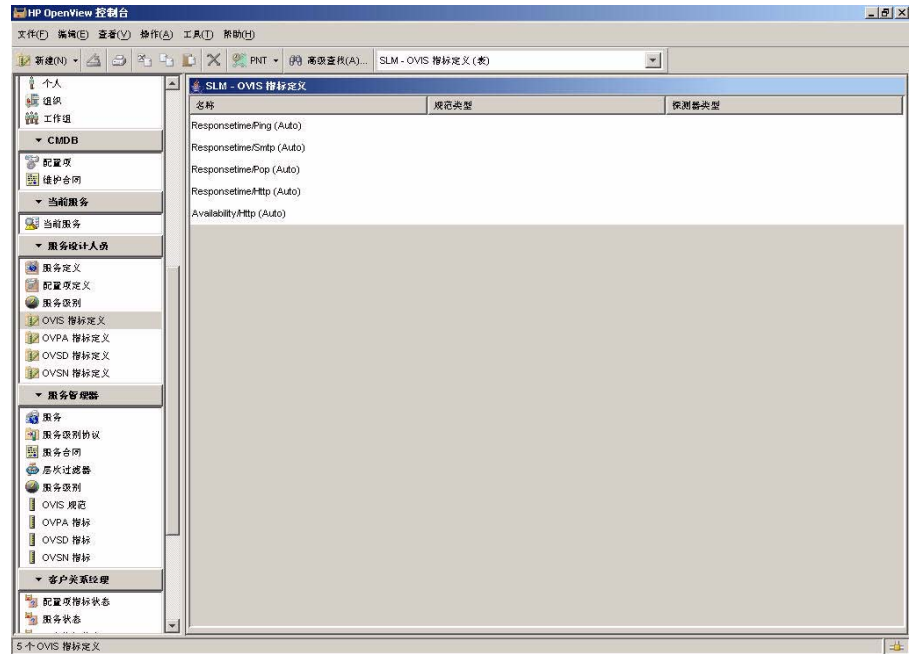 HP OpenView 控制台
文件(F) 编辑(E) 查看(V) 操作(A) 工具(T) 帮助(H)
新建(N) PNT 高级查找(A)... SLM - OVIS 指标定义 (表)
个人
组织
工作组
CMDB
配置项
维护合同
当前服务
当前服务
服务设计人员
服务定义
配置项定义
服务级别
OVIS 指标定义
OVPA 指标定义
OVSD 指标定义
OVSN 指标定义
服务管理器
服务
服务级别协议
服务合同
层次过滤器
服务级别
OVIS 规范
OVPA 指标
OVSD 指标
OVSN 指标
客户关系经理
配置项指标状态
服务状态
SLM - OVIS 指标定义
名称 规范类型 探测器类型
Responsetime/Ping (Auto)
Responsetime/Smtp (Auto)
Responsetime/Pop (Auto)
Responsetime/Http (Auto)
Availability/Http (Auto)
5 个 OVIS 指标定义